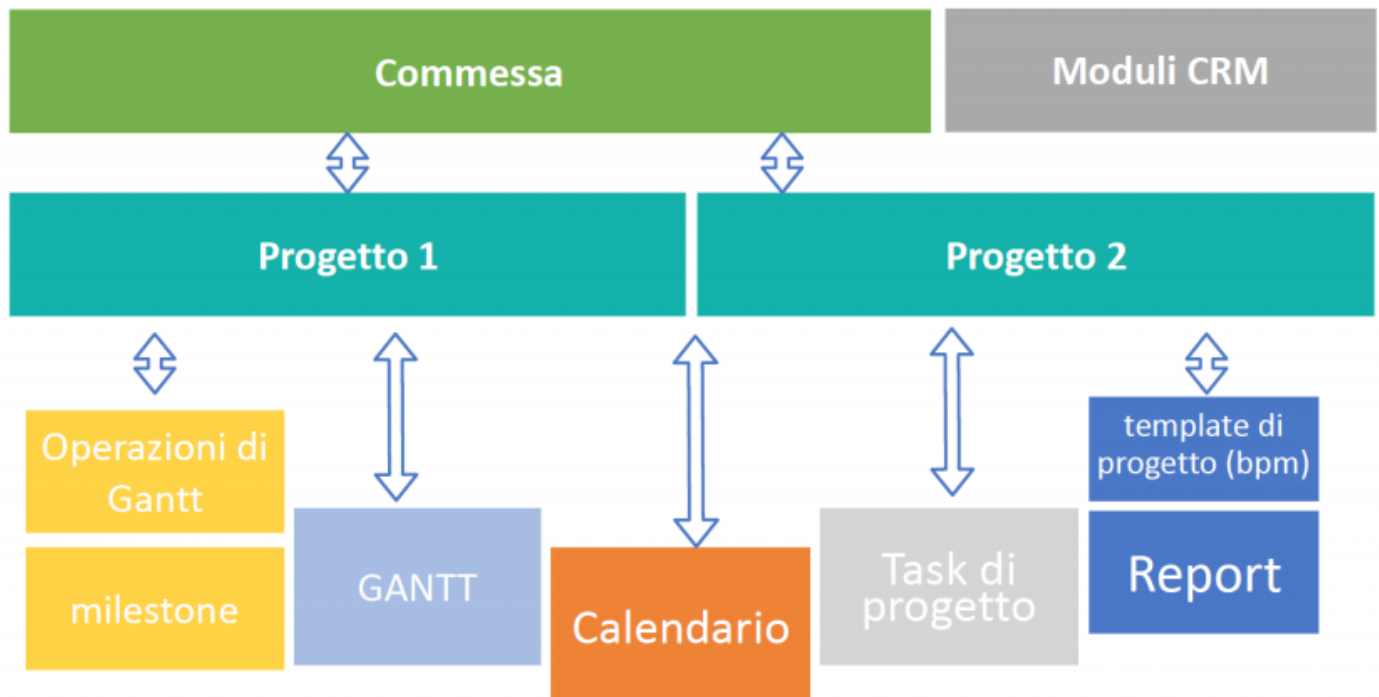 Commessa
Moduli CRM
Progetto 1
Progetto 2
Operazioni di
Gantt
milestone
GANTT
Calendario
Task di
progetto
template di
progetto (bpm)
Report